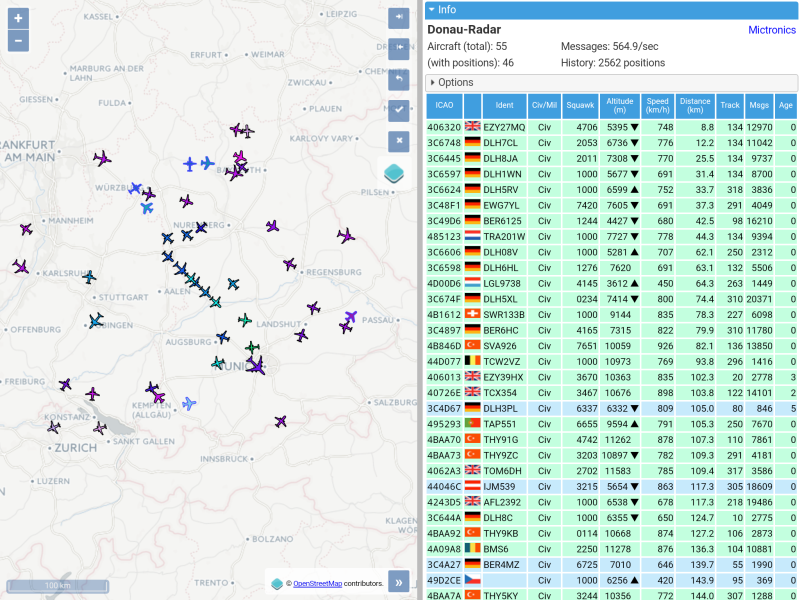 KASSEL
LEIPZIG
ERFURT
WEIMAR
MARBURG AN DER
LAHN
CHEM
GIESSEN
FULDA
ZWICKAU
PLAUEN
RANKFURT
AM MAIN
KARLOVY VARY
WÜRZBU
PILSEN
MANNHEIM
NUREMBERG
KARLSRUHE
REGENSBURG
STUTTGART
AALEN
OFFENBURG
LANDSHUT
PASSAU
AUGSBURG
FREIBURG
KEMPTEN
(ALLGÄU)
SALZBURG
KONSTANZ
ZURICH
SANKT GALLEN
INNSBRUCK
LUZERN
BOLZANO
TRENTO
100 km
© OpenStreetMap contributors.
»
Info
Donau-Radar
Mictronics
Aircraft (total): 55 Messages: 564.9/sec
(with positions): 46 History: 2562 positions
Options
ICAO Ident Civ/Mil Squawk Altitude (m) Speed (km/h) Distance (km) Track Msgs Age
406320 EZY27MQ Civ 4706 5395 ▼ 748 8.8 134 12970 0
3C6748 DLH7CL Civ 2053 6736 ▼ 776 12.2 134 11042 0
3C6445 DLH8JA Civ 2011 7308 ▼ 770 25.5 134 9737 0
3C6597 DLH1WN Civ 1000 5677 ▼ 691 31.4 134 8700 0
3C6624 DLH5RV Civ 1000 6599 ▲ 752 33.7 318 3836 0
3C48F1 EWG7YL Civ 7420 7605 ▼ 691 37.3 291 4049 0
3C49D6 BER6125 Civ 1244 4427 ▼ 680 42.5 98 16210 0
485123 TRA201W Civ 1000 7727 ▼ 778 44.3 134 9394 0
3C6606 DLH08V Civ 1000 5281 ▲ 707 62.1 250 2312 0
3C6598 DLH6HL Civ 1276 7620 691 63.1 132 5506 0
4D00D6 LGL9738 Civ 4145 3612 ▲ 450 64.3 263 1449 0
3C674F DLH5XL Civ 0234 7414 ▼ 800 74.4 310 20371 0
4B1612 SWR133B Civ 1000 9144 835 78.3 227 6098 0
3C4897 BER6HC Civ 4165 7315 822 79.9 310 11780 0
4B846D SVA926 Civ 7651 10059 926 82.1 136 13850 0
44D077 TCW2VZ Civ 1000 10973 769 93.8 296 1416 0
406013 EZY39HX Civ 3670 10363 835 102.3 20 2778 3
40726E TCX354 Civ 3467 10676 898 103.8 122 14101 2
3C4D67 DLH3PL Civ 6337 6332 ▼ 809 105.0 80 846 5
495293 TAP551 Civ 6655 9594 ▲ 791 105.3 250 7670 0
4BAA70 THY91G Civ 4742 11262 878 107.3 110 7861 0
4BAA73 THY9ZC Civ 3203 10897 ▼ 782 109.3 291 4181 0
4062A3 TOM6DH Civ 2702 11583 785 109.4 317 3586 0
44046C IJM539 Civ 3215 5654 ▼ 863 117.3 305 18609 0
4243D5 AFL2392 Civ 1000 6538 ▼ 678 117.3 218 19486 0
3C644A DLH8C Civ 1000 6355 ▼ 650 124.7 10 2775 0
4BAA92 THY9KB Civ 0114 10668 874 127.2 106 2873 0
4A09A8 BMS6 Civ 2250 11278 876 136.3 104 10881 0
3C4A27 BER4MZ Civ 6725 7010 646 139.7 55 1990 0
49D2CE Civ 1000 6256 ▲ 420 143.9 95 369 0
4BAA7A THY5KY Civ 3244 10356 772 144.0 307 1288 0